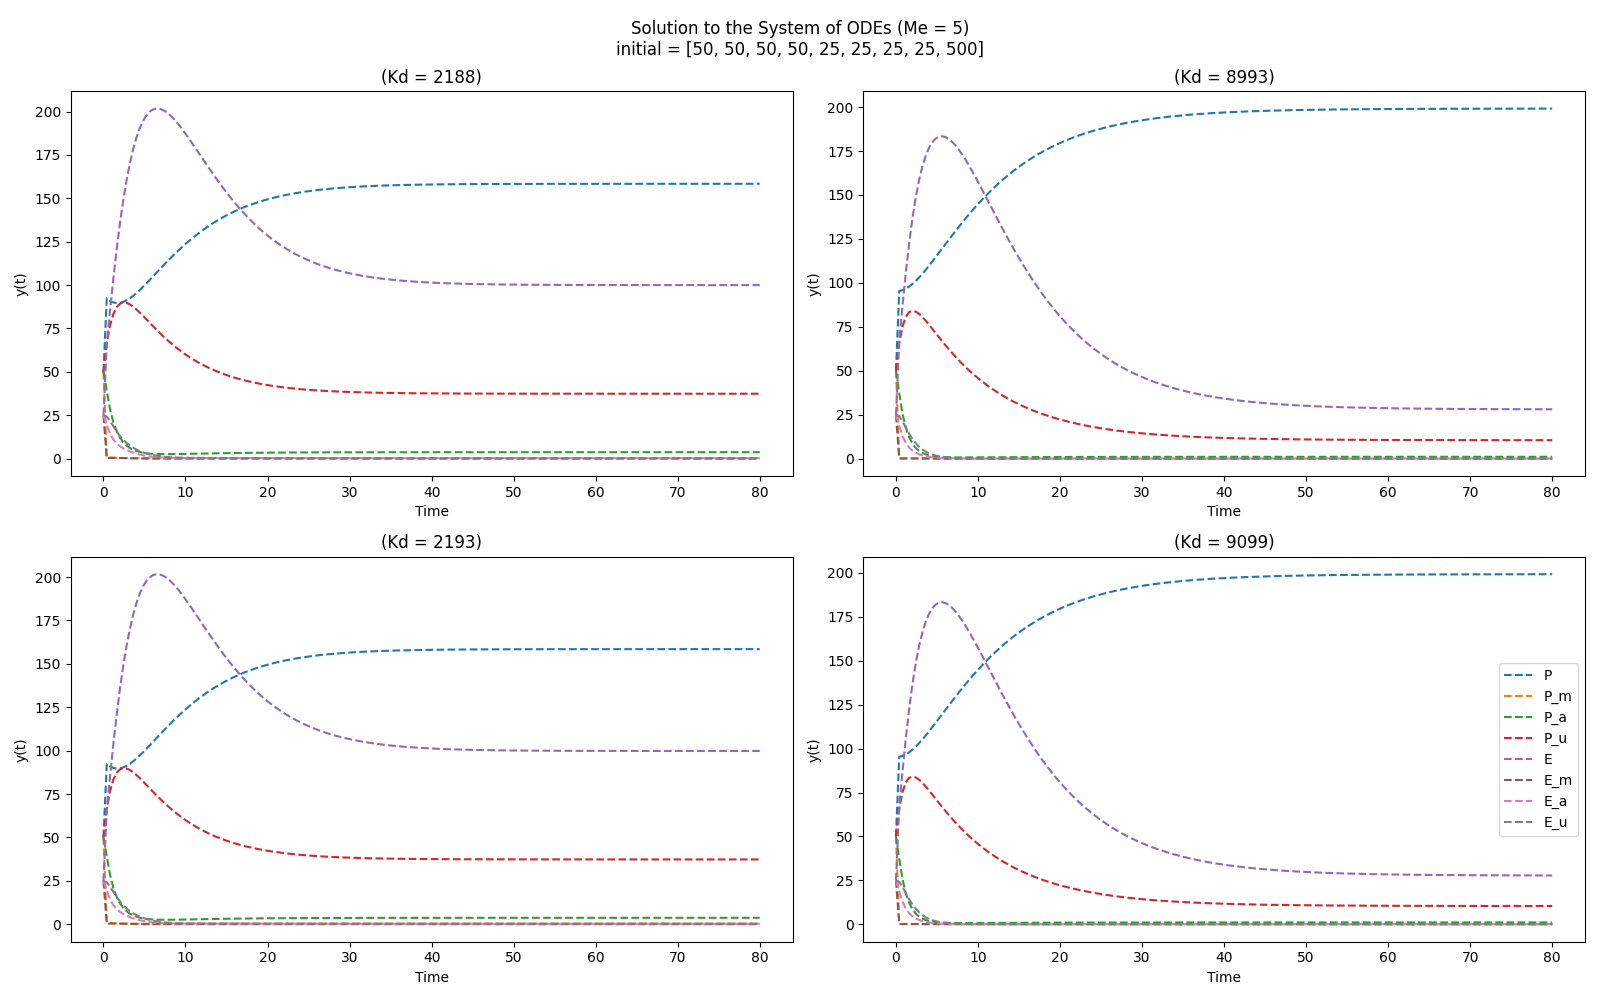 Solution to the System of ODEs (Me = 5)
initial = [50, 50, 50, 50, 25, 25, 25, 25, 500]
(Kd = 2188)
200
175
150
125
100
75
50
25
0
y(t)
0 10 20 30 40 50 60 70 80
Time
(Kd = 8993)
200
175
150
125
100
75
50
25
0
y(t)
0 10 20 30 40 50 60 70 80
Time
(Kd = 2193)
200
175
150
125
100
75
50
25
0
y(t)
0 10 20 30 40 50 60 70 80
Time
(Kd = 9099)
200
175
150
125
100
75
50
25
0
y(t)
0 10 20 30 40 50 60 70 80
Time
P
P_m
P_a
P_u
E
E_m
E_a
E_u